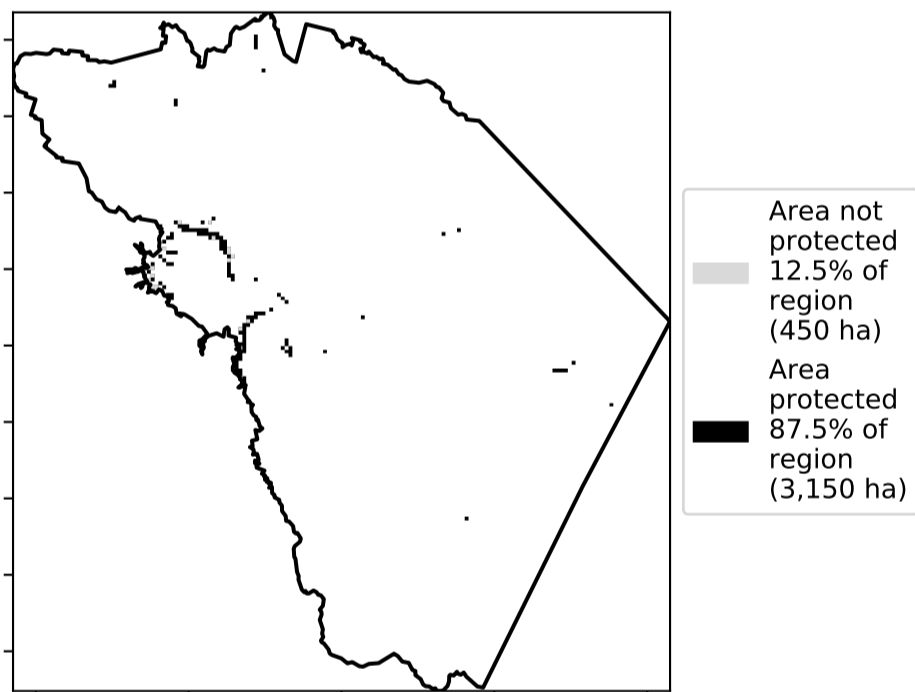 Area not
protected
12.5% of
region
(450 ha)
Area
protected
87.5% of
region
(3,150 ha)